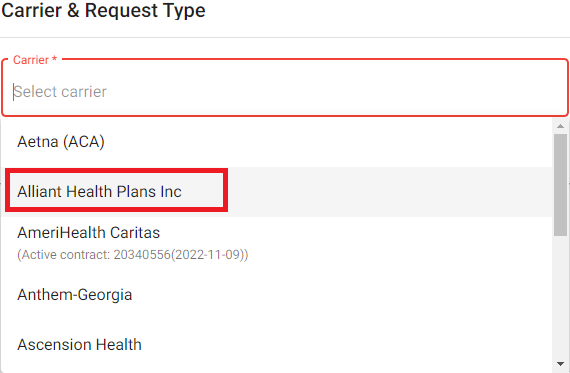 Carrier & Request Type
Carrier *
Select carrier
Aetna (ACA)
Alliant Health Plans Inc
AmeriHealth Caritas
(Active contract: 20340556(2022-11-09))
Anthem-Georgia
Ascension Health